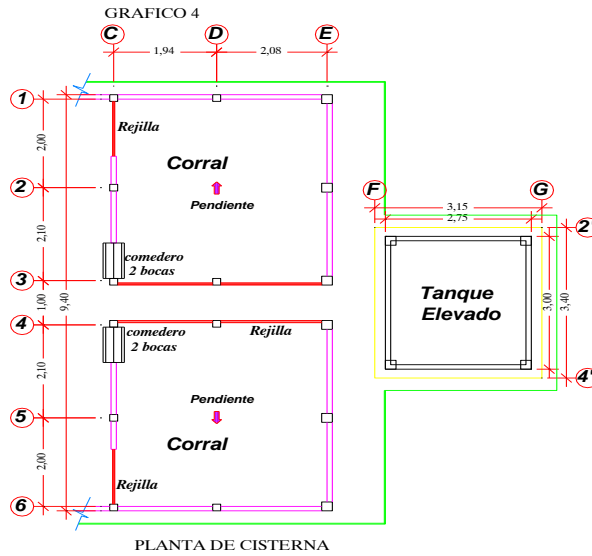 GRAFICO 4
C D E
1,94 2,08
1
Rejilla
2,00
Corral
2
Pendiente
F G
3,15
2,75
2'
2,10
comedero
2 bocas
3
Tanque
Elevado
3,00
3,40
1,00
9,40
4
comedero
2 bocas
Rejilla
4'
2,10
Pendiente
5
Corral
2,00
Rejilla
6
PLANTA DE CISTERNA